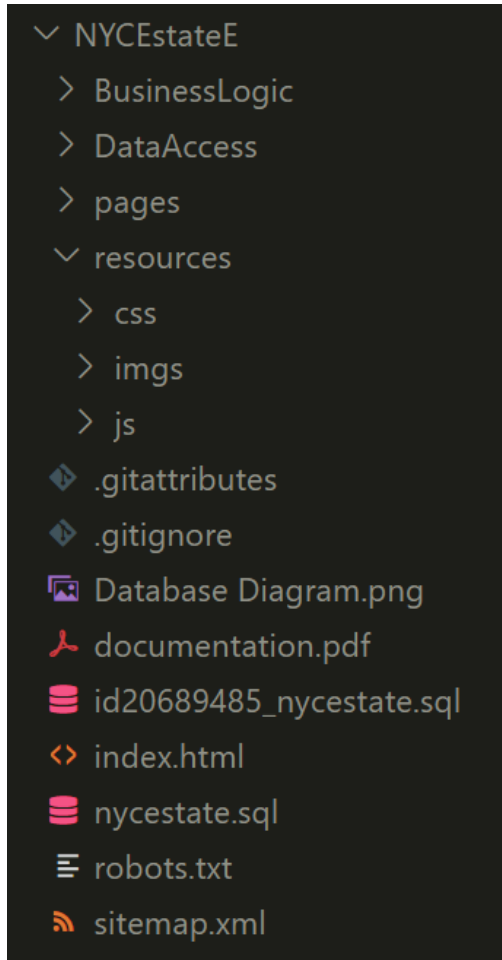 NYCEstateE
BusinessLogic
DataAccess
pages
resources
css
imgs
js
.gitattributes
.gitignore
Database Diagram.png
documentation.pdf
id20689485_nycestate.sql
index.html
nycestate.sql
robots.txt
sitemap.xml